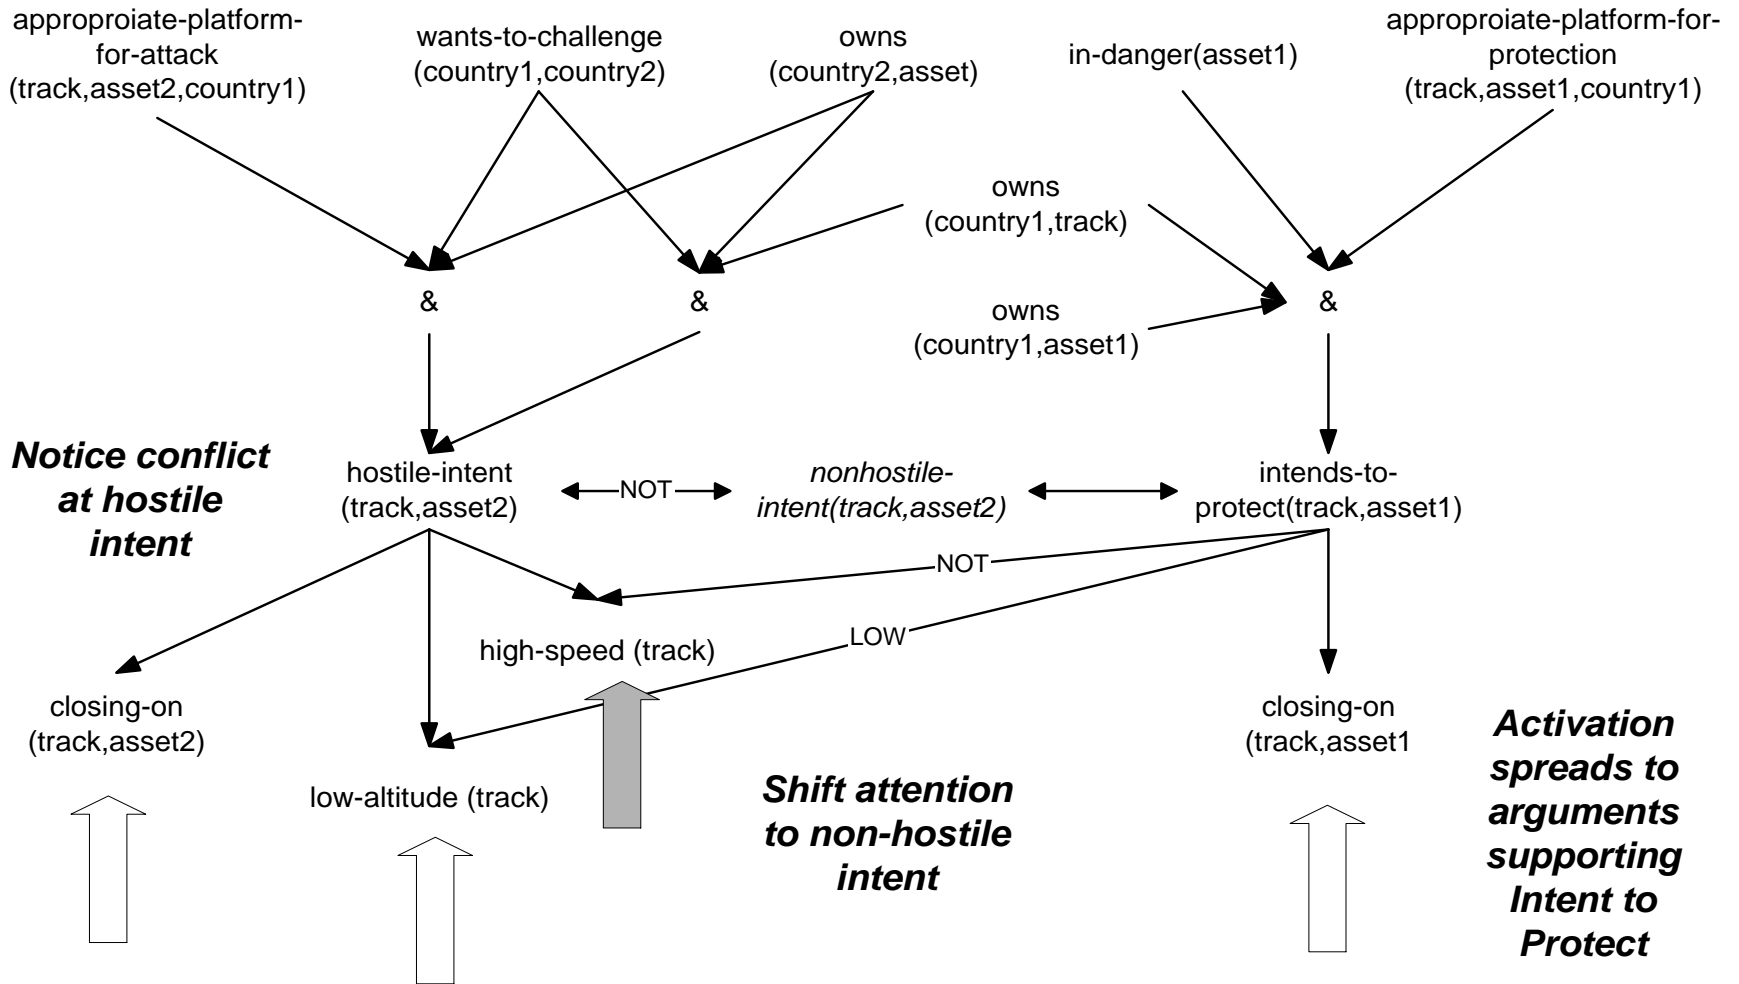 approproiate-platform-
for-attack
(track,asset2,country1)
wants-to-challenge
(country1,country2)
owns
(country2,asset)
in-danger(asset1)
approproiate-platform-for-
protection
(track,asset1,country1)
owns
(country1,track)
&
&
owns
(country1,asset1)
&
Notice conflict
at hostile
intent
hostile-intent
(track,asset2)
NOT
nonhostile-
intent(track,asset2)
intends-to-
protect(track,asset1)
NOT
LOW
high-speed (track)
closing-on
(track,asset2)
low-altitude (track)
Shift attention
to non-hostile
intent
closing-on
(track,asset1
Activation
spreads to
arguments
supporting
Intent to
Protect